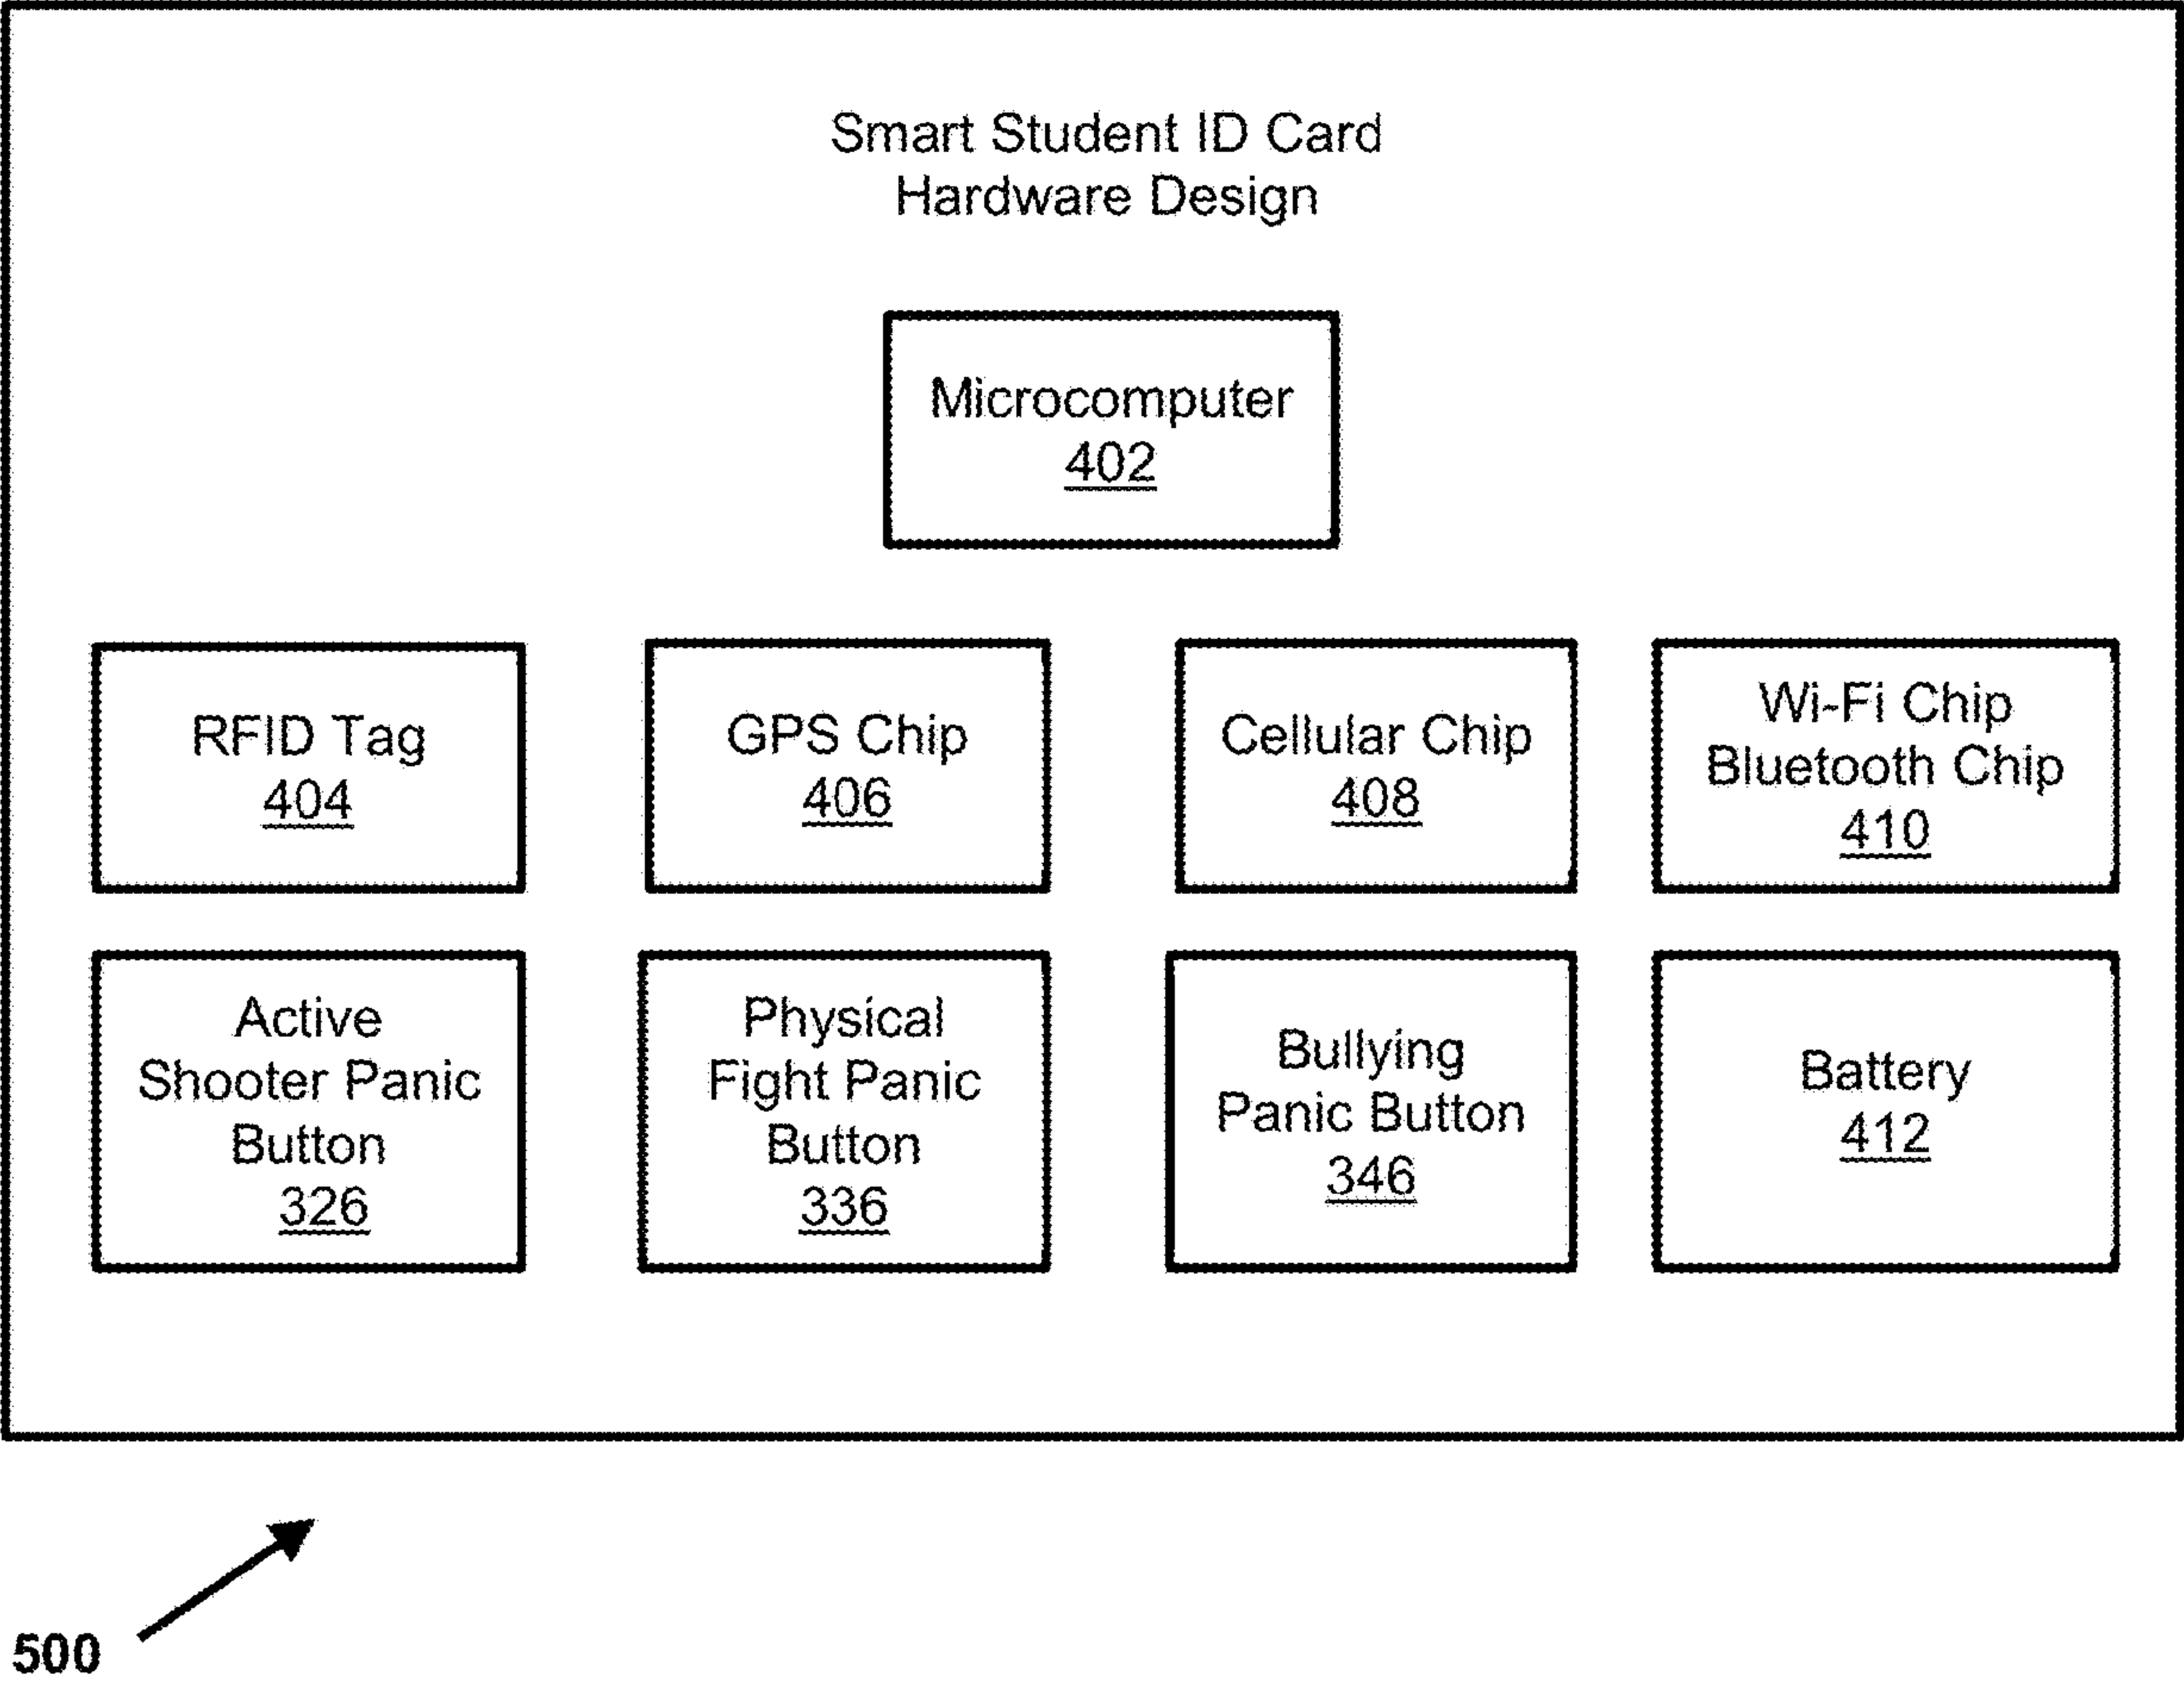 Smart Student ID Card
Hardware Design
Microcomputer
402
RFID Tag
404
GPS Chip
406
Cellular Chip
408
Wi-Fi Chip
Bluetooth Chip
410
Active
Shooter Panic
Button
326
Physical
Fight Panic
Button
336
Bullying
Panic Button
346
Battery
412
500